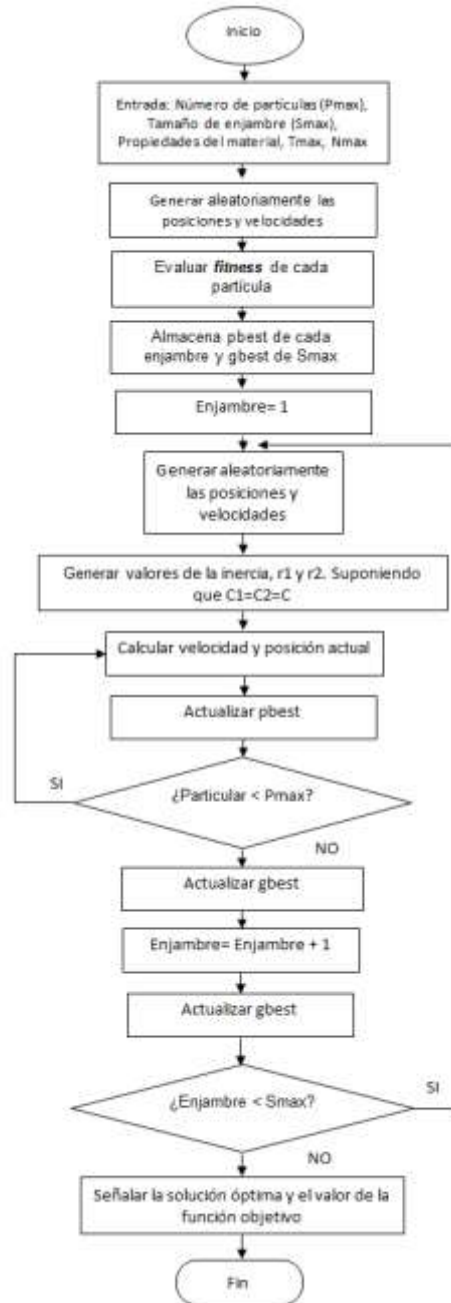 Inicio
Entrada: Número de partículas (Pmax),
Tamaño de enjambre (Smax),
Propiedades del material, Tmax, Nmax
Generar aleatoriamente las
posiciones y velocidades
Evaluar fitness de cada
partícula
Almacena pbest de cada
enjambre y gbest de Smax
Enjambre= 1
Generar aleatoriamente
las posiciones y
velocidades
Generar valores de la inercia, r1 y r2. Suponiendo
que C1=C2=C
Calcular velocidad y posición actual
Actualizar pbest
SI
¿Particular < Pmax?
NO
Actualizar gbest
Enjambre= Enjambre + 1
Actualizar gbest
¿Enjambre < Smax?
SI
NO
Señalar la solución óptima y el valor de la
función objetivo
Fin